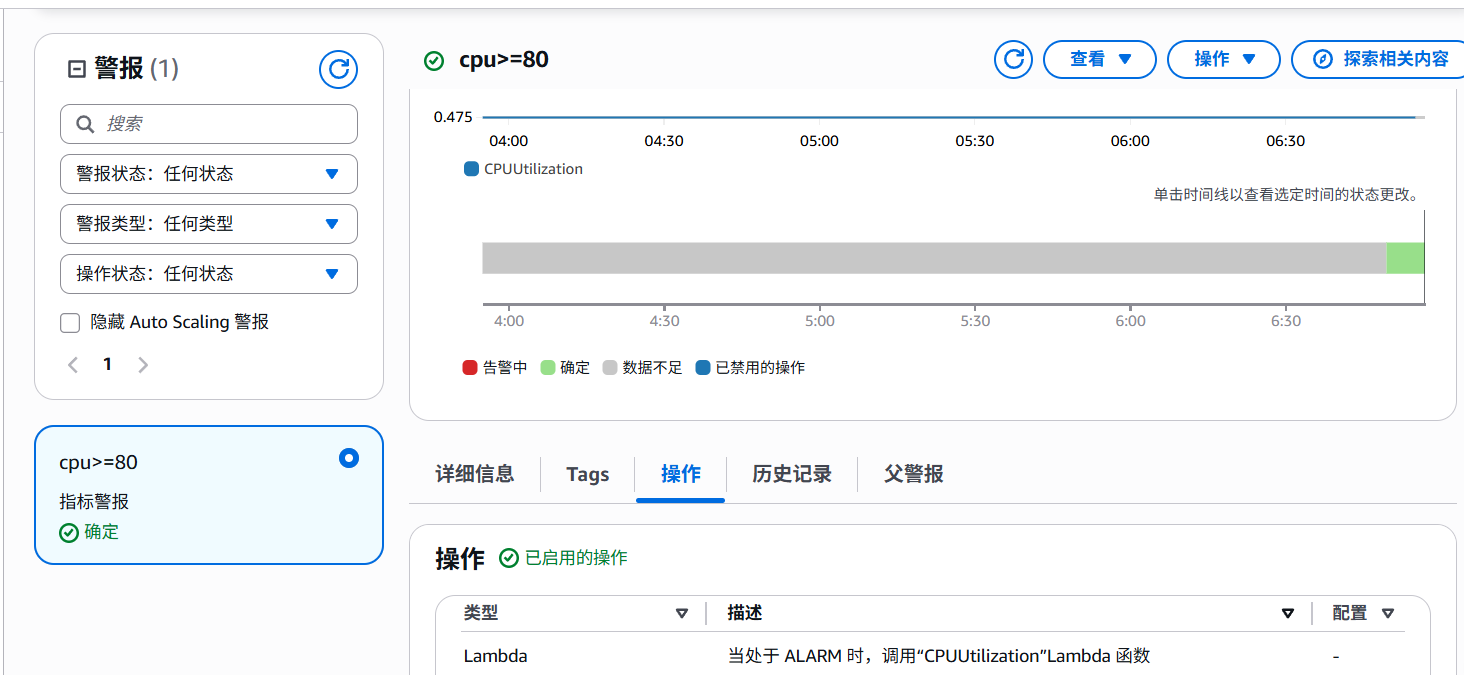 警报 (1)
搜索
警报状态：任何状态
警报类型：任何类型
操作状态：任何状态
隐藏 Auto Scaling 警报
1
cpu>=80
指标警报
确定
cpu>=80
查看
操作
探索相关内容
0.475
04:00 04:30 05:00 05:30 06:00 06:30
CPUUtilization
单击时间线以查看选定时间的状态更改。
4:00 4:30 5:00 5:30 6:00 6:30
告警中 确定 数据不足 已禁用的操作
详细信息 Tags 操作 历史记录 父警报
操作 已启用的操作
类型 描述 配置
Lambda 当处于 ALARM 时，调用“CPUUtilization”Lambda 函数 -